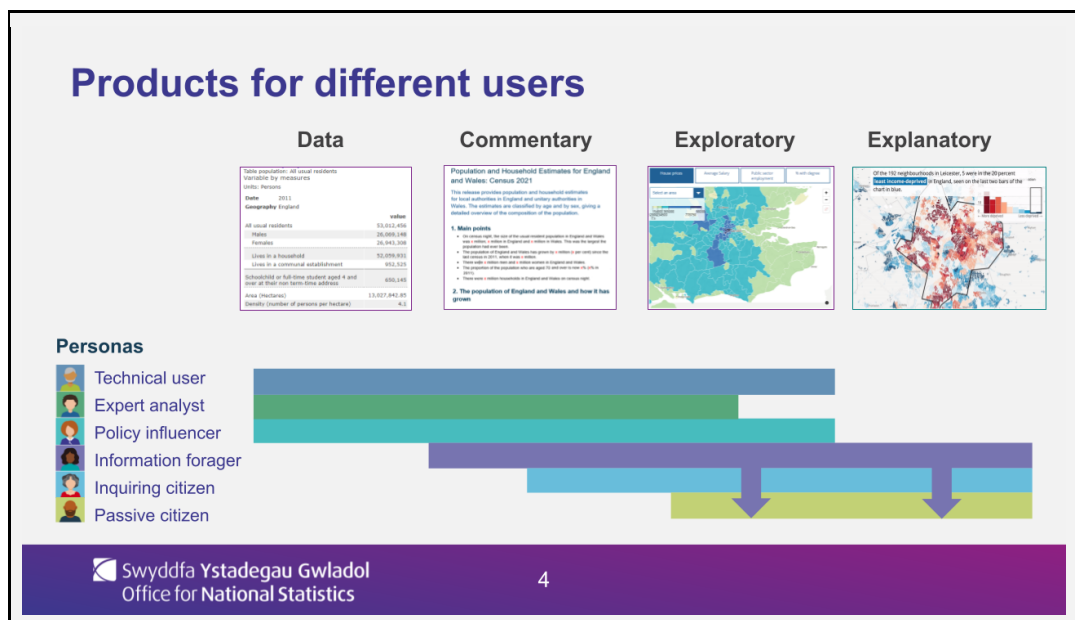 Products for different users
Data
Commentary
Exploratory
Explanatory
Table population: All usual residents
Variable by measures
Units: Persons
Date 2011
Geography England
value
All usual residents 53,012,456
Males 26,069,148
Females 26,943,308
Lives in a household 52,059,931
Lives in a communal establishment 952,525
Schoolchild or full-time student aged 4 and
over at their non term-time address 692,145
Area (Hectares) 13,027,842.85
Density (number of persons per hectare) 4.1
Population and Household Estimates for England
and Wales: Census 2021
This release provides population and household estimates
for local authorities in England and unitary authorities in
Wales. The estimates are classified by age and by sex, giving a
detailed overview of the composition of the population.
1. Main points
2. The population of England and Wales and how it has
grown
House prices
Average Salary
Public sector
employment
% with degree
Select an area
Of the 192 neighbourhoods in Leicester, 5 were in the 20 percent
least income-deprived in England, seen on the last two bars of the
chart in blue.
Personas
Technical user
Expert analyst
Policy influencer
Information forager
Inquiring citizen
Passive citizen
Swyddfa Ystadegau Gwladol
Office for National Statistics
4